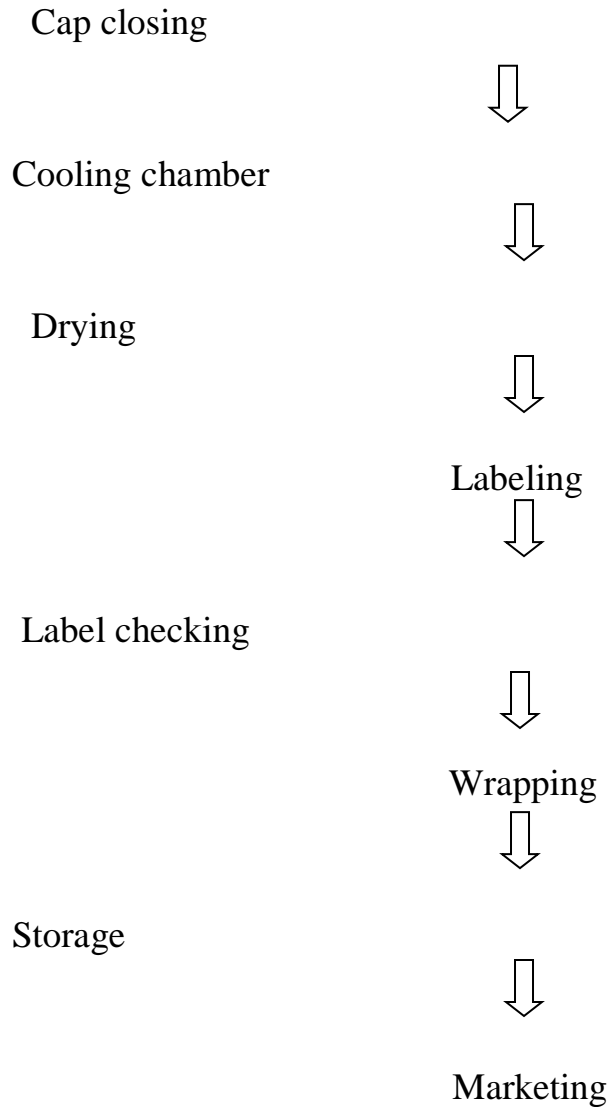 Cap closing
Cooling chamber
Drying
Labeling
Label checking
Wrapping
Storage
Marketing